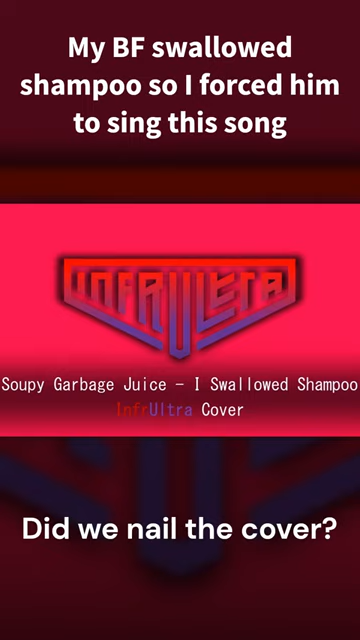 My BF swallowed
shampoo so I forced him
to sing this song
InfRUltra
Soupy Garbage Juice - I Swallowed Shampoo
InfrUltra Cover
Did we nail the cover?